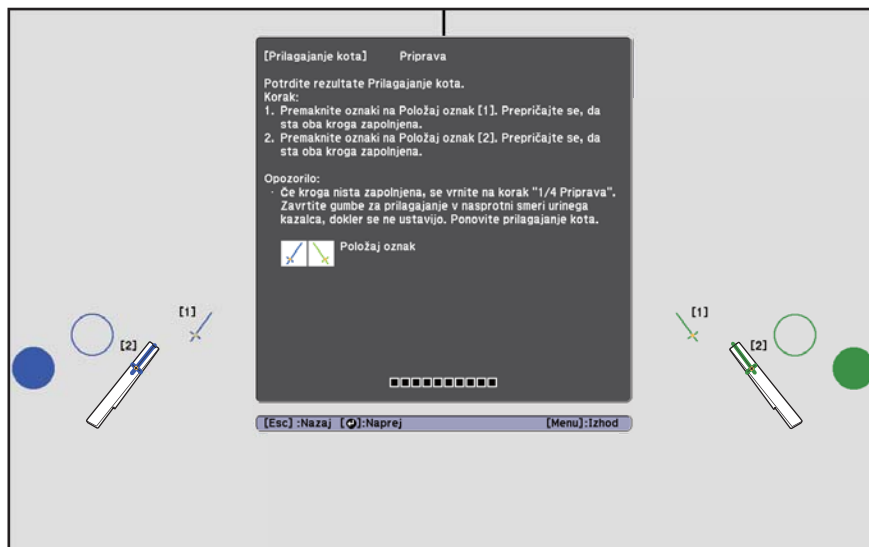 [Prilagajanje kota] Priprava
Potrdite rezultate Prilagajanje kota.
Korak:
1. Premaknite oznaki na Položaj oznak [1]. Prepričajte se, da
sta oba kroga zapolnjena.
2. Premaknite oznaki na Položaj oznak [2]. Prepričajte se, da
sta oba kroga zapolnjena.
Opozorilo:
· Če kroga nista zapolnjena, se vrnite na korak "1/4 Priprava".
Zavrtite gumbe za prilagajanje v nasprotni smeri urinega
kazalca, dokler se ne ustavijo. Ponovite prilagajanje kota.
Položaj oznak
[1]
[2]
[1]
[2]
[Esc] :Nazaj [↵]:Naprej [Menu]:Izhod